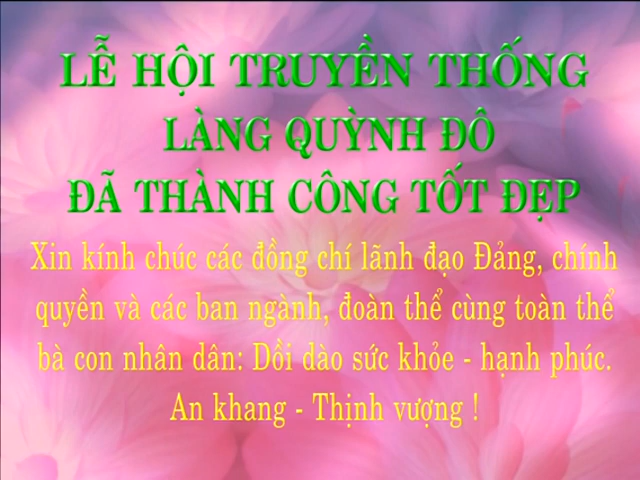 LỄ HỘI TRUYỀN THỐNG
LÀNG QUỲNH ĐÔ
ĐÃ THÀNH CÔNG TỐT ĐẸP
Xin kính chúc các đồng chí lãnh đạo Đảng, chính
quyền và các ban ngành, đoàn thể cùng toàn thể
bà con nhân dân: Dồi dào sức khỏe - hạnh phúc.
An khang - Thịnh vượng !